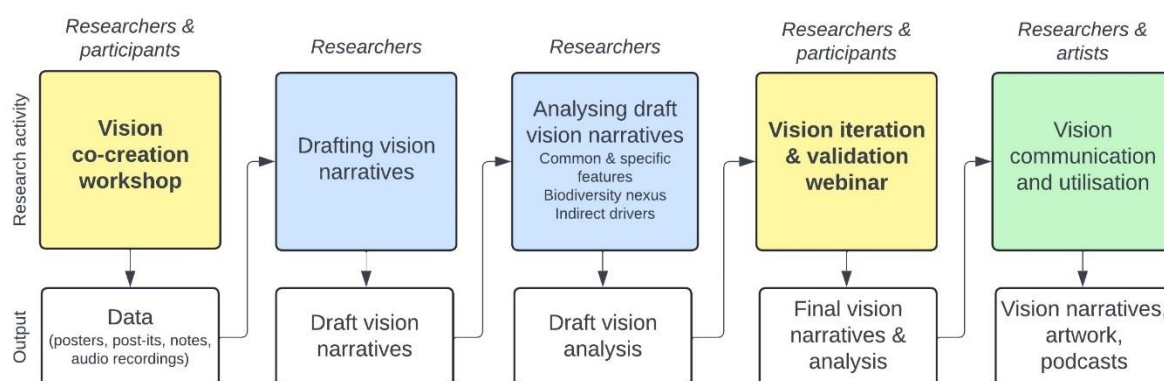 Researchers &
participants
Researchers
Researchers
Researchers &
participants
Researchers &
artists
Research activity
Vision
co-creation
workshop
Drafting vision
narratives
Analysing draft
vision narratives
Common & specific
features
Biodiversity nexus
Indirect drivers
Vision iteration
& validation
webinar
Vision
communication
and utilisation
Output
Data
(posters, post-its, notes,
audio recordings)
Draft vision
narratives
Draft vision
analysis
Final vision
narratives &
analysis
Vision narratives,
artwork,
podcasts